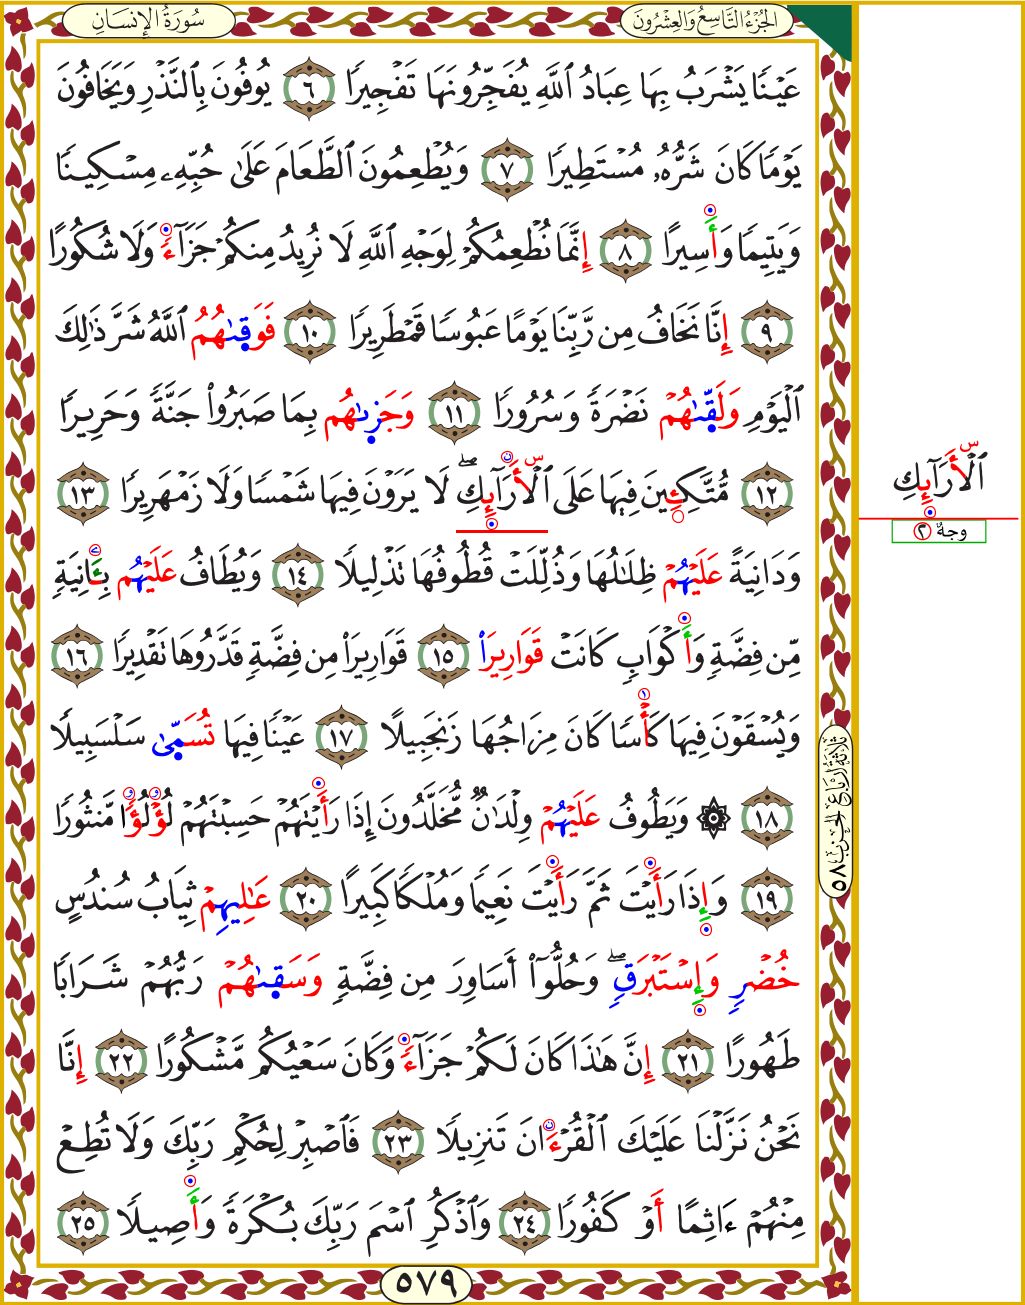 سُورَةُ الإِنسَانِ
الجُزْءُ التَّاسِعُ وَالعِشْرُونَ
عَيْنًا يَشْرَبُ بِهَا عِبَادُ ٱللَّهِ يُفَجِّرُونَهَا تَفْجِيرًا ٦ يُوفُونَ بِٱلنَّذْرِ وَيَخَافُونَ
يَوْمًا كَانَ شَرُّهُۥ مُسْتَطِيرًا ٧ وَيُطْعِمُونَ ٱلطَّعَامَ عَلَىٰ حُبِّهِۦ مِسْكِينًا
وَيَتِيمًا وَأَسِيرًا ٨ إِنَّمَا نُطْعِمُكُمْ لِوَجْهِ ٱللَّهِ لَا نُرِيدُ مِنكُمْ جَزَآءً وَلَا شُكُورًا
٩ إِنَّا نَخَافُ مِن رَّبِّنَا يَوْمًا عَبُوسًا قَمْطَرِيرًا ١٠ فَوَقِىٰهُمُ ٱللَّهُ شَرَّ ذَٰلِكَ
ٱلْيَوْمِ وَلَقِّىٰهُمْ نَضْرَةً وَسُرُورًا ١١ وَجَزِىٰهُم بِمَا صَبَرُوا۟ جَنَّةً وَحَرِيرًا
١٢ مُّتَّكِـِٔينَ فِيهَا عَلَى ٱلْأَرَآئِكِ ۖ لَا يَرَوْنَ فِيهَا شَمْسًا وَلَا زَمْهَرِيرًا ١٣
ٱلْأَرَآئِكِ
وجهٌ ٢
وَدَانِيَةً عَلَيْهُمْ ظِلَـٰلُهَا وَذُلِّلَتْ قُطُوفُهَا تَذْلِيلًا ١٤ وَيُطَافُ عَلَيْهُم بِـَٔانِيَةٍ
مِّن فِضَّةٍ وَأَكْوَابٍ كَانَتْ قَوَارِيرَا۟ ١٥ قَوَارِيرَا۟ مِن فِضَّةٍ قَدَّرُوهَا تَقْدِيرًا ١٦
وَيُسْقَوْنَ فِيهَا كَأْسًا كَانَ مِزَاجُهَا زَنجَبِيلًا ١٧ عَيْنًا فِيهَا تُسَمِّىٰ سَلْسَبِيلًا
١٨ ۞ وَيَطُوفُ عَلَيْهُمْ وِلْدَٰنٌ مُّخَلَّدُونَ إِذَا رَأَيْتَهُمْ حَسِبْتَهُمْ لُؤْلُؤًا مَّنثُورًا
ثلاثة أرباع الحزب ٥٨
١٩ وَإِذَا رَأَيْتَ ثَمَّ رَأَيْتَ نَعِيمًا وَمُلْكًا كَبِيرًا ٢٠ عَـٰلِيهِمْ ثِيَابُ سُندُسٍ
خُضْرٍ وَإِسْتَبْرَقٍ ۖ وَحُلُّوٓا۟ أَسَاوِرَ مِن فِضَّةٍ وَسَقِىٰهُمْ رَبُّهُمْ شَرَابًا
طَهُورًا ٢١ إِنَّ هَـٰذَا كَانَ لَكُمْ جَزَآءً وَكَانَ سَعْيُكُم مَّشْكُورًا ٢٢ إِنَّا
نَحْنُ نَزَّلْنَا عَلَيْكَ ٱلْقُرْءَانَ تَنزِيلًا ٢٣ فَٱصْبِرْ لِحُكْمِ رَبِّكَ وَلَا تُطِعْ
مِنْهُمْ ءَاثِمًا أَوْ كَفُورًا ٢٤ وَٱذْكُرِ ٱسْمَ رَبِّكَ بُكْرَةً وَأَصِيلًا ٢٥
٥٧٩